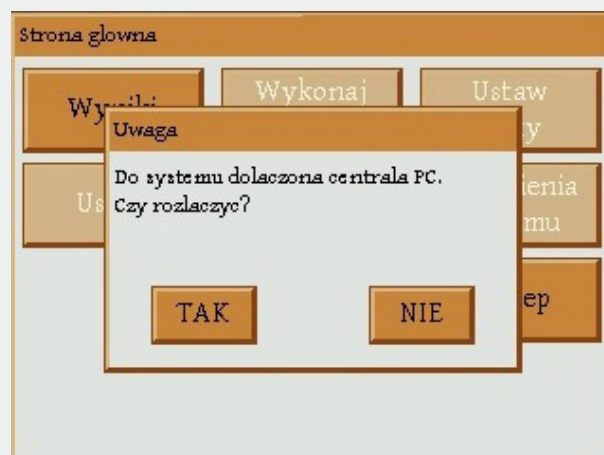 Strona glowna
Wykonaj
Ustaw
Uwaga
Do systemu dolaczona centrala PC.
Czy rozlaczyc?
TAK
NIE